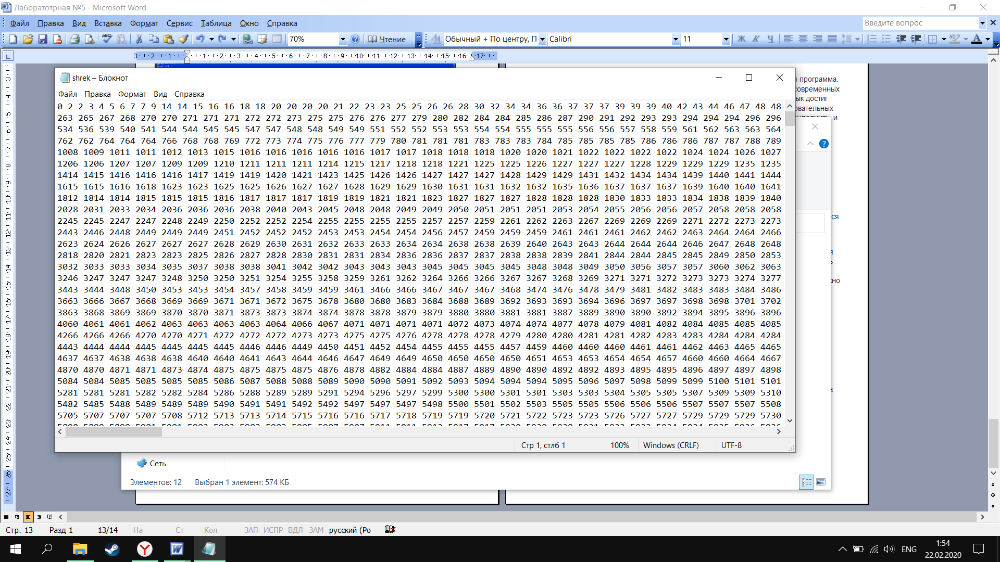 Лаборатотрная №5 - Microsoft Word
Файл Правка Вид Вставка Формат Сервис Таблица Окно Справка
Введите вопрос
70% Чтение Обычный + По центру, П Calibri 11 Ж К Ч
3 2 1 1 2 3 4 5 6 7 8 9 10 11 12 13 14 15 16 17
shrek – Блокнот
Файл Правка Формат Вид Справка
0 2 2 3 4 5 6 7 7 9 14 14 15 16 16 18 18 20 20 20 20 21 22 23 23 25 25 26 26 28 30 32 34 34 36 36 37 37 37 39 39 39 40 42 43 44 46 47 48 48
263 265 267 268 270 270 271 271 271 272 272 273 275 275 276 276 277 279 280 282 284 284 285 286 287 290 291 292 293 293 294 294 294 296 296
534 536 539 540 541 544 544 545 545 547 547 548 548 549 549 551 552 552 553 553 554 554 555 555 555 556 556 557 558 559 561 562 563 563 564
762 762 764 764 764 766 768 768 769 772 773 774 775 776 777 779 780 781 781 781 783 783 783 784 785 785 785 785 786 786 786 787 787 788 789
1008 1009 1011 1011 1012 1013 1015 1016 1016 1016 1016 1016 1017 1017 1018 1018 1018 1020 1020 1021 1022 1022 1022 1022 1024 1024 1026 1027
1206 1206 1207 1207 1209 1209 1210 1211 1211 1211 1214 1215 1217 1218 1218 1221 1225 1225 1226 1227 1227 1227 1228 1229 1229 1229 1235 1235
1414 1415 1416 1416 1416 1417 1419 1419 1420 1421 1423 1425 1426 1426 1427 1427 1427 1428 1429 1429 1431 1432 1434 1434 1439 1440 1441 1444
1615 1615 1616 1618 1623 1623 1625 1625 1626 1627 1627 1628 1629 1629 1630 1631 1631 1632 1632 1635 1636 1637 1637 1637 1639 1640 1640 1641
1812 1814 1814 1815 1815 1815 1816 1817 1817 1817 1819 1819 1821 1821 1823 1827 1827 1827 1828 1828 1828 1830 1833 1833 1834 1838 1839 1840
2028 2031 2033 2034 2036 2036 2036 2038 2040 2043 2045 2048 2048 2049 2049 2050 2051 2051 2051 2053 2054 2055 2056 2056 2057 2058 2058 2058
2245 2245 2247 2247 2248 2249 2250 2252 2252 2254 2255 2255 2255 2255 2257 2257 2259 2261 2262 2263 2267 2269 2269 2269 2271 2272 2273 2273
2443 2446 2448 2449 2449 2449 2451 2452 2452 2452 2453 2453 2454 2454 2456 2457 2459 2459 2459 2461 2461 2461 2462 2462 2463 2464 2464 2466
2623 2624 2626 2627 2627 2627 2628 2629 2630 2631 2632 2633 2633 2634 2634 2638 2638 2639 2640 2643 2643 2644 2644 2644 2646 2647 2648 2648
2818 2820 2821 2823 2823 2825 2826 2827 2828 2830 2831 2831 2834 2836 2836 2837 2837 2838 2838 2839 2841 2844 2844 2845 2845 2849 2850 2853
3032 3033 3033 3034 3035 3037 3038 3038 3041 3042 3042 3043 3043 3043 3045 3045 3045 3045 3048 3048 3049 3050 3056 3057 3057 3060 3062 3063
3246 3247 3247 3247 3248 3250 3250 3251 3254 3255 3258 3259 3261 3262 3264 3266 3266 3267 3267 3268 3269 3271 3271 3272 3273 3273 3274 3277
3443 3444 3448 3450 3453 3453 3454 3457 3458 3459 3459 3461 3466 3466 3467 3467 3467 3468 3474 3476 3478 3479 3481 3482 3483 3483 3484 3486
3663 3666 3667 3668 3669 3669 3671 3671 3672 3675 3678 3680 3680 3683 3684 3688 3689 3692 3693 3693 3694 3696 3697 3697 3698 3698 3701 3702
3863 3868 3869 3869 3870 3870 3871 3873 3873 3874 3874 3878 3878 3879 3879 3880 3880 3881 3881 3887 3889 3890 3890 3892 3894 3895 3896 3896
4060 4061 4061 4062 4063 4063 4063 4063 4064 4066 4067 4071 4071 4071 4071 4072 4073 4074 4074 4077 4078 4079 4081 4082 4084 4085 4085 4085
4266 4266 4266 4270 4270 4271 4272 4272 4272 4273 4273 4275 4275 4276 4278 4278 4278 4279 4280 4280 4281 4281 4282 4283 4283 4284 4284 4284
4443 4444 4444 4445 4445 4445 4445 4446 4446 4449 4450 4451 4452 4454 4455 4455 4455 4457 4459 4460 4460 4460 4461 4461 4462 4463 4465 4465
4637 4637 4638 4638 4638 4640 4640 4641 4643 4644 4646 4647 4649 4649 4650 4650 4650 4650 4651 4653 4653 4654 4654 4657 4660 4660 4664 4667
4870 4870 4871 4871 4873 4874 4875 4875 4875 4875 4876 4878 4882 4884 4884 4887 4889 4890 4890 4892 4892 4893 4895 4895 4896 4897 4897 4898
5084 5084 5085 5085 5085 5085 5086 5087 5088 5088 5089 5090 5090 5091 5092 5093 5094 5094 5094 5095 5096 5097 5098 5099 5099 5100 5101 5101
5281 5281 5281 5282 5282 5284 5286 5288 5289 5289 5291 5294 5296 5297 5299 5300 5300 5301 5301 5303 5303 5304 5305 5305 5307 5309 5309 5310
5482 5485 5488 5489 5489 5489 5490 5491 5491 5492 5492 5497 5497 5497 5498 5500 5501 5502 5503 5505 5505 5506 5506 5506 5507 5507 5507 5508
5705 5707 5707 5707 5708 5712 5713 5713 5714 5715 5716 5716 5717 5718 5719 5719 5720 5721 5722 5723 5723 5726 5727 5727 5729 5729 5729 5730
Стр 1, стлб 1 100% Windows (CRLF) UTF-8
программа.
современных
достиг
Сеть
Элементов: 12 Выбран 1 элемент: 574 КБ
Стр. 13 Разд 1 13/14 На Ст Кол ЗАП ИСПР ВДЛ ЗАМ русский (Ро
ENG
1:54
22.02.2020